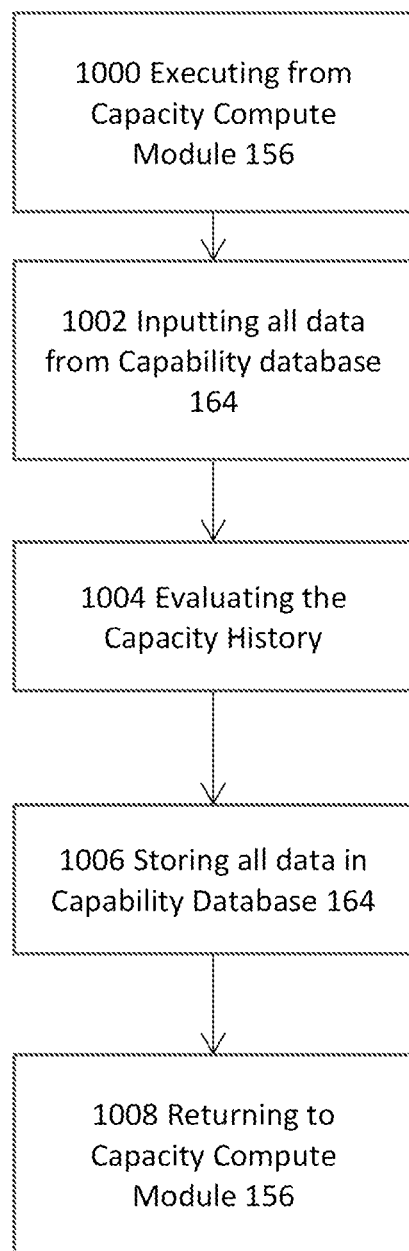 1000 Executing from
Capacity Compute
Module 156
1002 Inputting all data
from Capability database
164
1004 Evaluating the
Capacity History
1006 Storing all data in
Capability Database 164
1008 Returning to
Capacity Compute
Module 156